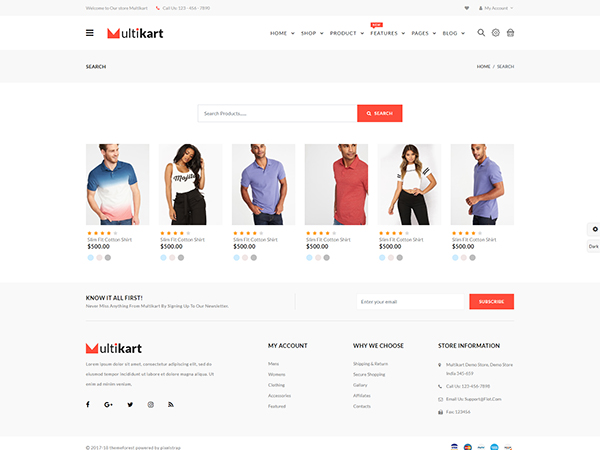 Welcome to Our store Multikart
Call Us: 123 - 456 - 7890
My Account
Multikart
HOME SHOP PRODUCT FEATURES PAGES BLOG
NEW
SEARCH
HOME / SEARCH
Search Products......
SEARCH
Mojito
Slim Fit Cotton Shirt Slim Fit Cotton Shirt Slim Fit Cotton Shirt Slim Fit Cotton Shirt Slim Fit Cotton Shirt Slim Fit Cotton Shirt
$500.00 $500.00 $500.00 $500.00 $500.00 $500.00
Dark
KNOW IT ALL FIRST!
Never Miss Anything From Multikart By Signing Up To Our Newsletter.
Enter your email
SUBSCRIBE
Multikart
Lorem ipsum dolor sit amet, consectetur adipiscing elit,
sed do eiusmod tempor incididunt ut labore et dolore magna aliqua. Ut
enim ad minim veniam,
MY ACCOUNT
Mens
Womens
Clothing
Accessories
Featured
WHY WE CHOOSE
Shipping & Return
Secure Shopping
Gallary
Affiliates
Contacts
STORE INFORMATION
Multikart Demo Store, Demo Store
India 345-659
Call Us: 123-456-7898
Email Us: Support@Fiot.Com
Fax: 123456
© 2017-18 themeforest powered by pixelstrap